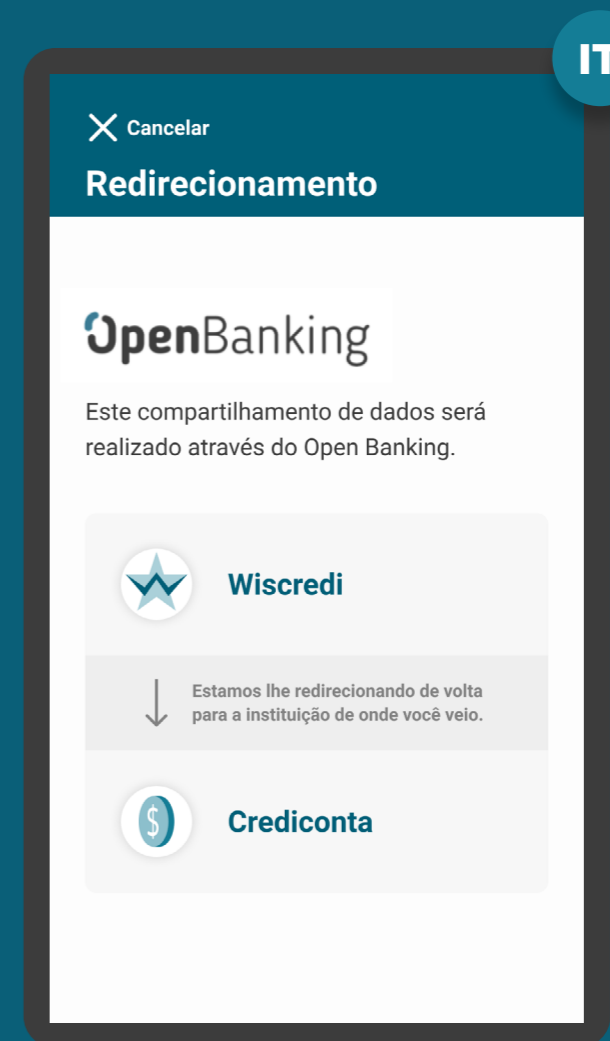 IT
Cancelar
Redirecionamento
OpenBanking
Este compartilhamento de dados será
realizado através do Open Banking.
Wiscredi
Estamos lhe redirecionando de volta
para a instituição de onde você veio.
$
Crediconta